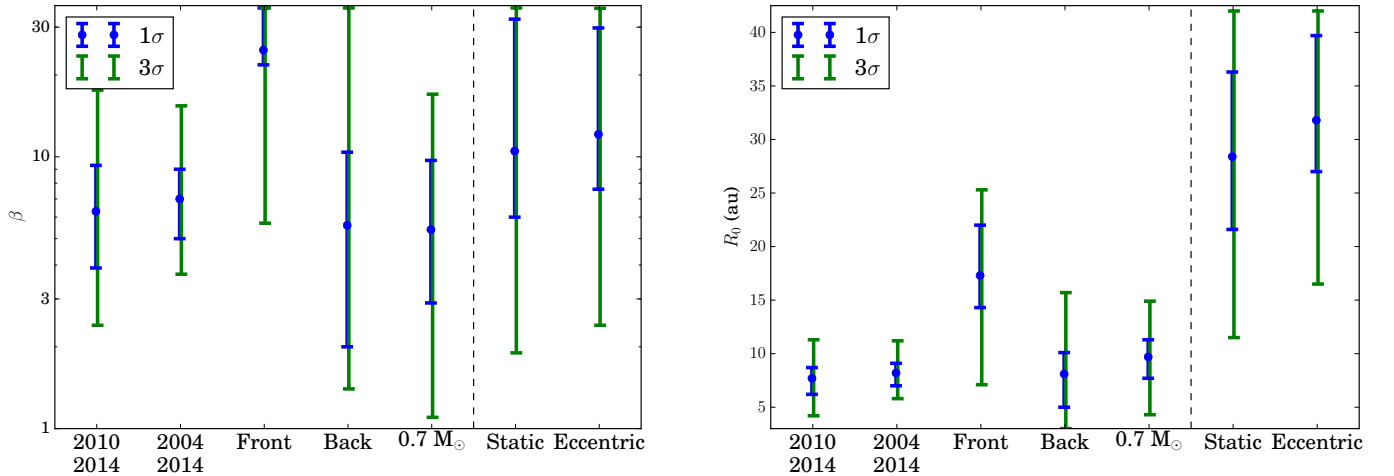 30
10
3
1
β
1σ
3σ
2010
2014
2004
2014
Front
Back
0.7 M⊙
Static
Eccentric
40
35
30
25
20
15
10
5
R₀ (au)
1σ
3σ
2010
2014
2004
2014
Front
Back
0.7 M⊙
Static
Eccentric